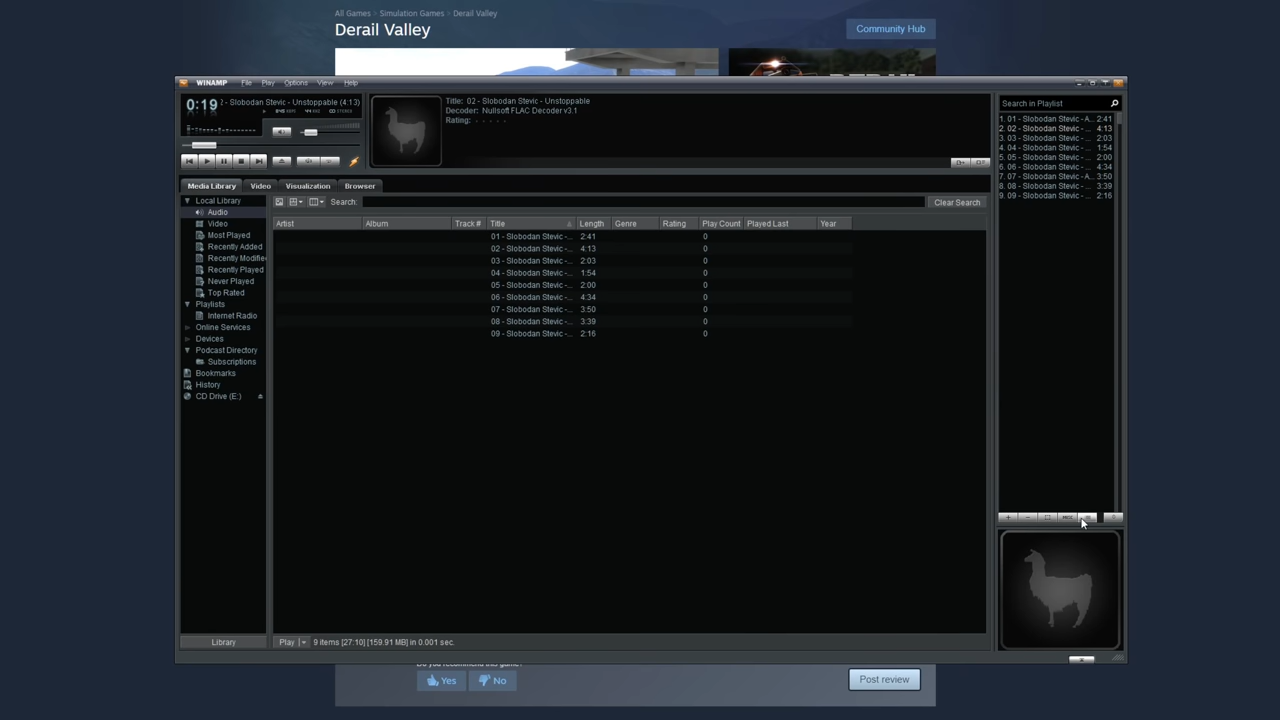 All Games > Simulation Games > Derail Valley
Derail Valley
Community Hub
WINAMP File Play Options View Help
0:19
2 - Slobodan Stevic - Unstoppable (4:13)
Title: 02 - Slobodan Stevic - Unstoppable
Decoder: Nullsoft FLAC Decoder v3.1
Rating:
Search in Playlist
1. 01 - Slobodan Stevic - A... 2:41
2. 02 - Slobodan Stevic - ... 4:13
3. 03 - Slobodan Stevic - ... 2:03
4. 04 - Slobodan Stevic - ... 1:54
5. 05 - Slobodan Stevic - ... 2:00
6. 06 - Slobodan Stevic - ... 4:34
7. 07 - Slobodan Stevic - A... 3:50
8. 08 - Slobodan Stevic - ... 3:39
9. 09 - Slobodan Stevic - ... 2:16
Media Library Video Visualization Browser
Search:
Clear Search
Local Library
Audio
Video
Most Played
Recently Added
Recently Modifie
Recently Played
Never Played
Top Rated
Playlists
Internet Radio
Online Services
Devices
Podcast Directory
Subscriptions
Bookmarks
History
CD Drive (E:)
Library
Artist Album Track # Title Length Genre Rating Play Count Played Last Year
01 - Slobodan Stevic -... 2:41 0
02 - Slobodan Stevic -... 4:13 0
03 - Slobodan Stevic -... 2:03 0
04 - Slobodan Stevic -... 1:54 0
05 - Slobodan Stevic -... 2:00 0
06 - Slobodan Stevic -... 4:34 0
07 - Slobodan Stevic -... 3:50 0
08 - Slobodan Stevic -... 3:39 0
09 - Slobodan Stevic -... 2:16 0
Play 9 items [27:10] [159.91 MB] in 0.001 sec.
Do you recommend this game?
Yes No
Post review